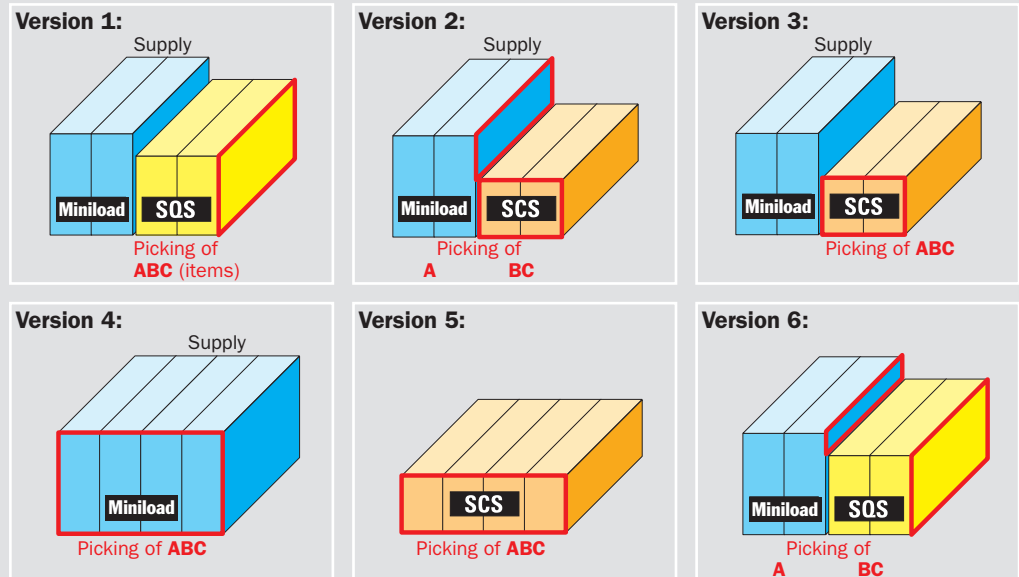 Version 1:
Supply
Miniload SQS
Picking of
ABC (items)
Version 2:
Supply
Miniload SCS
Picking of
A BC
Version 3:
Supply
Miniload SCS
Picking of ABC
Version 4:
Supply
Miniload
Picking of ABC
Version 5:
SCS
Picking of ABC
Version 6:
Miniload SQS
Picking of
A BC